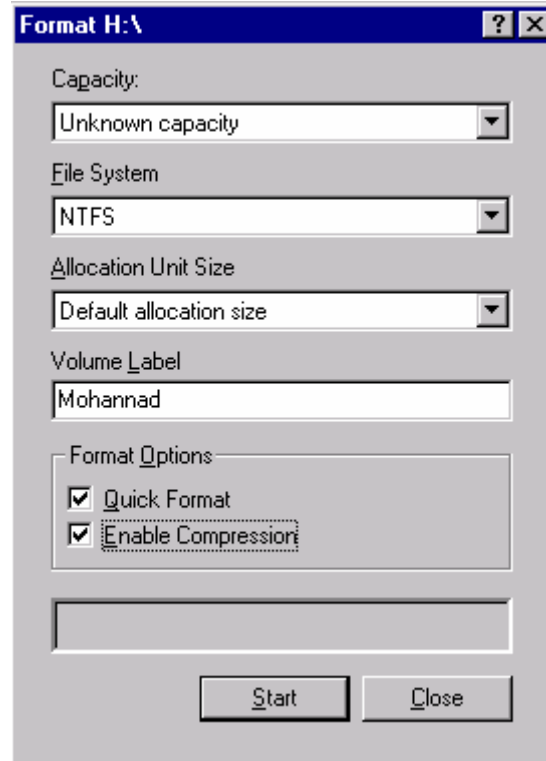 Format H:\
Capacity:
Unknown capacity
File System
NTFS
Allocation Unit Size
Default allocation size
Volume Label
Mohannad
Format Options
Quick Format
Enable Compression
Start Close